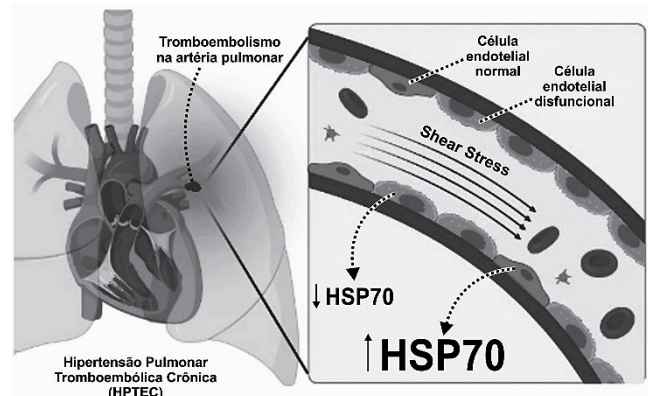 Tromboembolismo
na artéria pulmonar
Célula
endotelial
normal
Célula
endotelial
disfuncional
Shear Stress
↓ HSP70
↑ HSP70
Hipertensão Pulmonar
Tromboembólica Crônica
(HPTEC)